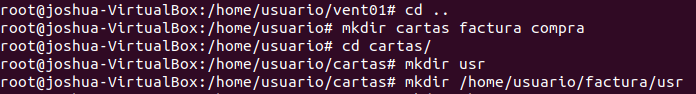 root@joshua-VirtualBox:/home/usuario/vent01# cd ..
root@joshua-VirtualBox:/home/usuario# mkdir cartas factura compra
root@joshua-VirtualBox:/home/usuario# cd cartas/
root@joshua-VirtualBox:/home/usuario/cartas# mkdir usr
root@joshua-VirtualBox:/home/usuario/cartas# mkdir /home/usuario/factura/usr